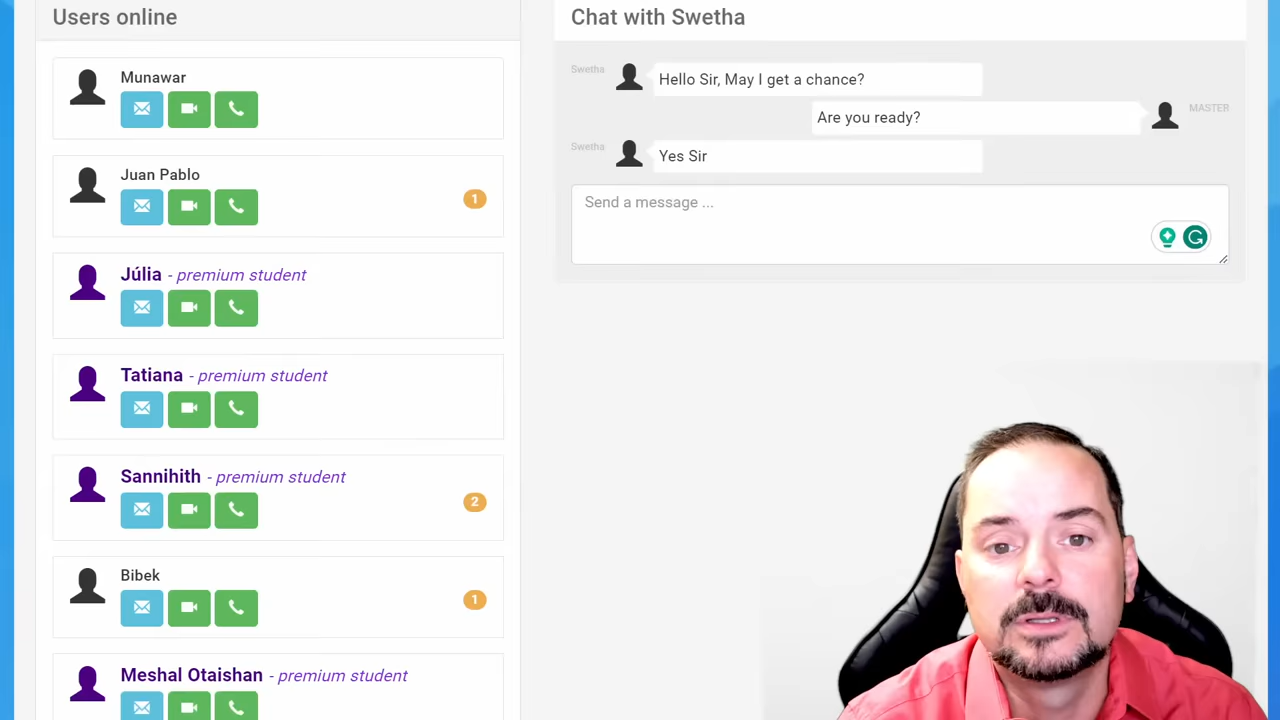 Users online
Munawar
Juan Pablo
1
Júlia - premium student
Tatiana - premium student
Sannihith - premium student
2
Bibek
1
Meshal Otaishan - premium student
Chat with Swetha
Swetha
Hello Sir, May I get a chance?
MASTER
Are you ready?
Swetha
Yes Sir
Send a message ...